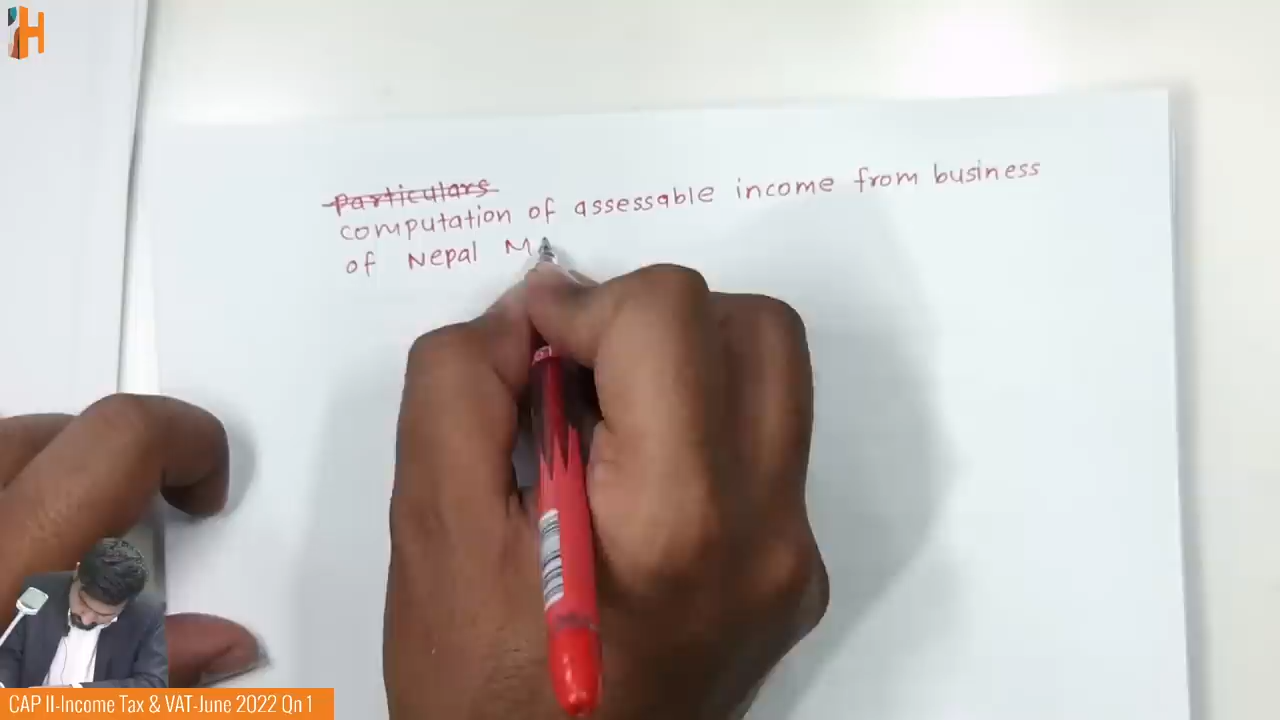 H
particulars
computation of assessable income from business
of Nepal M
CAP II-Income Tax & VAT-June 2022 Qn 1